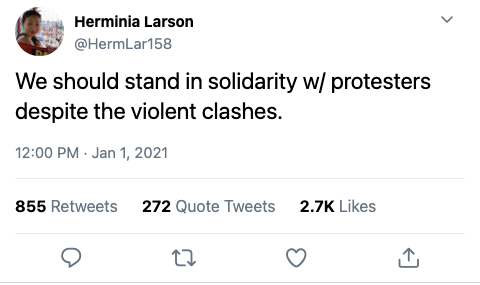 Herminia Larson
@HermLar158
We should stand in solidarity w/ protesters
despite the violent clashes.
12:00 PM · Jan 1, 2021
855 Retweets 272 Quote Tweets 2.7K Likes